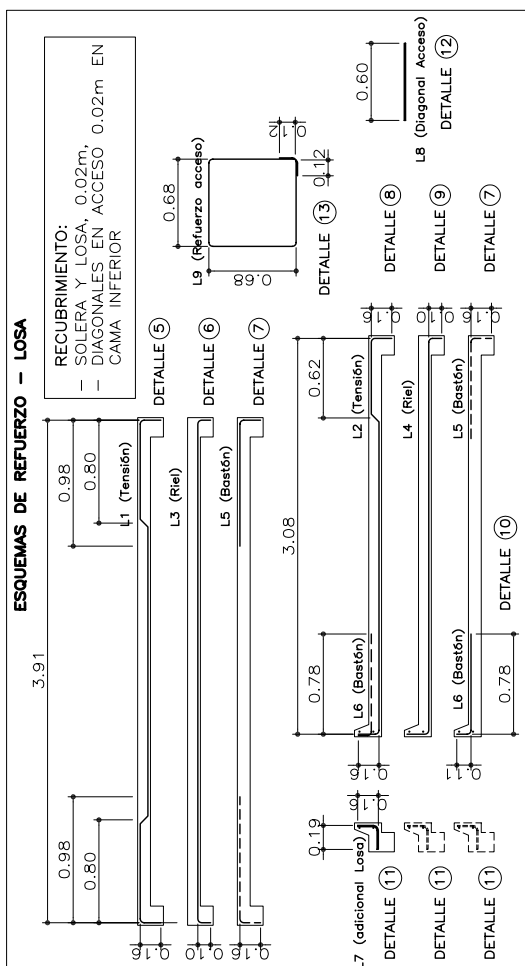 ESQUEMAS DE REFUERZO – LOSA
RECUBRIMIENTO:
– SOLERA Y LOSA, 0.02m,
– DIAGONALES EN ACCESO 0.02m EN
CAMA INFERIOR
3.91
0.98
0.80
0.98
0.80
L1 (Tensión)
0.16
DETALLE 5
L3 (Riel)
0.10
DETALLE 6
L5 (Bastón)
0.16
DETALLE 7
0.68
L9 (Refuerzo acceso)
0.68
0.12
0.12
DETALLE 13
0.60
L8 (Diagonal Acceso)
DETALLE 12
3.08
0.78
0.62
L6 (Bastón)
L2 (Tensión)
0.16
0.16
DETALLE 8
L4 (Riel)
0.10
DETALLE 9
L6 (Bastón)
L5 (Bastón)
0.11
0.16
DETALLE 7
0.78
DETALLE 10
0.19
0.16
L7 (adicional Losa)
DETALLE 11
DETALLE 11
DETALLE 11